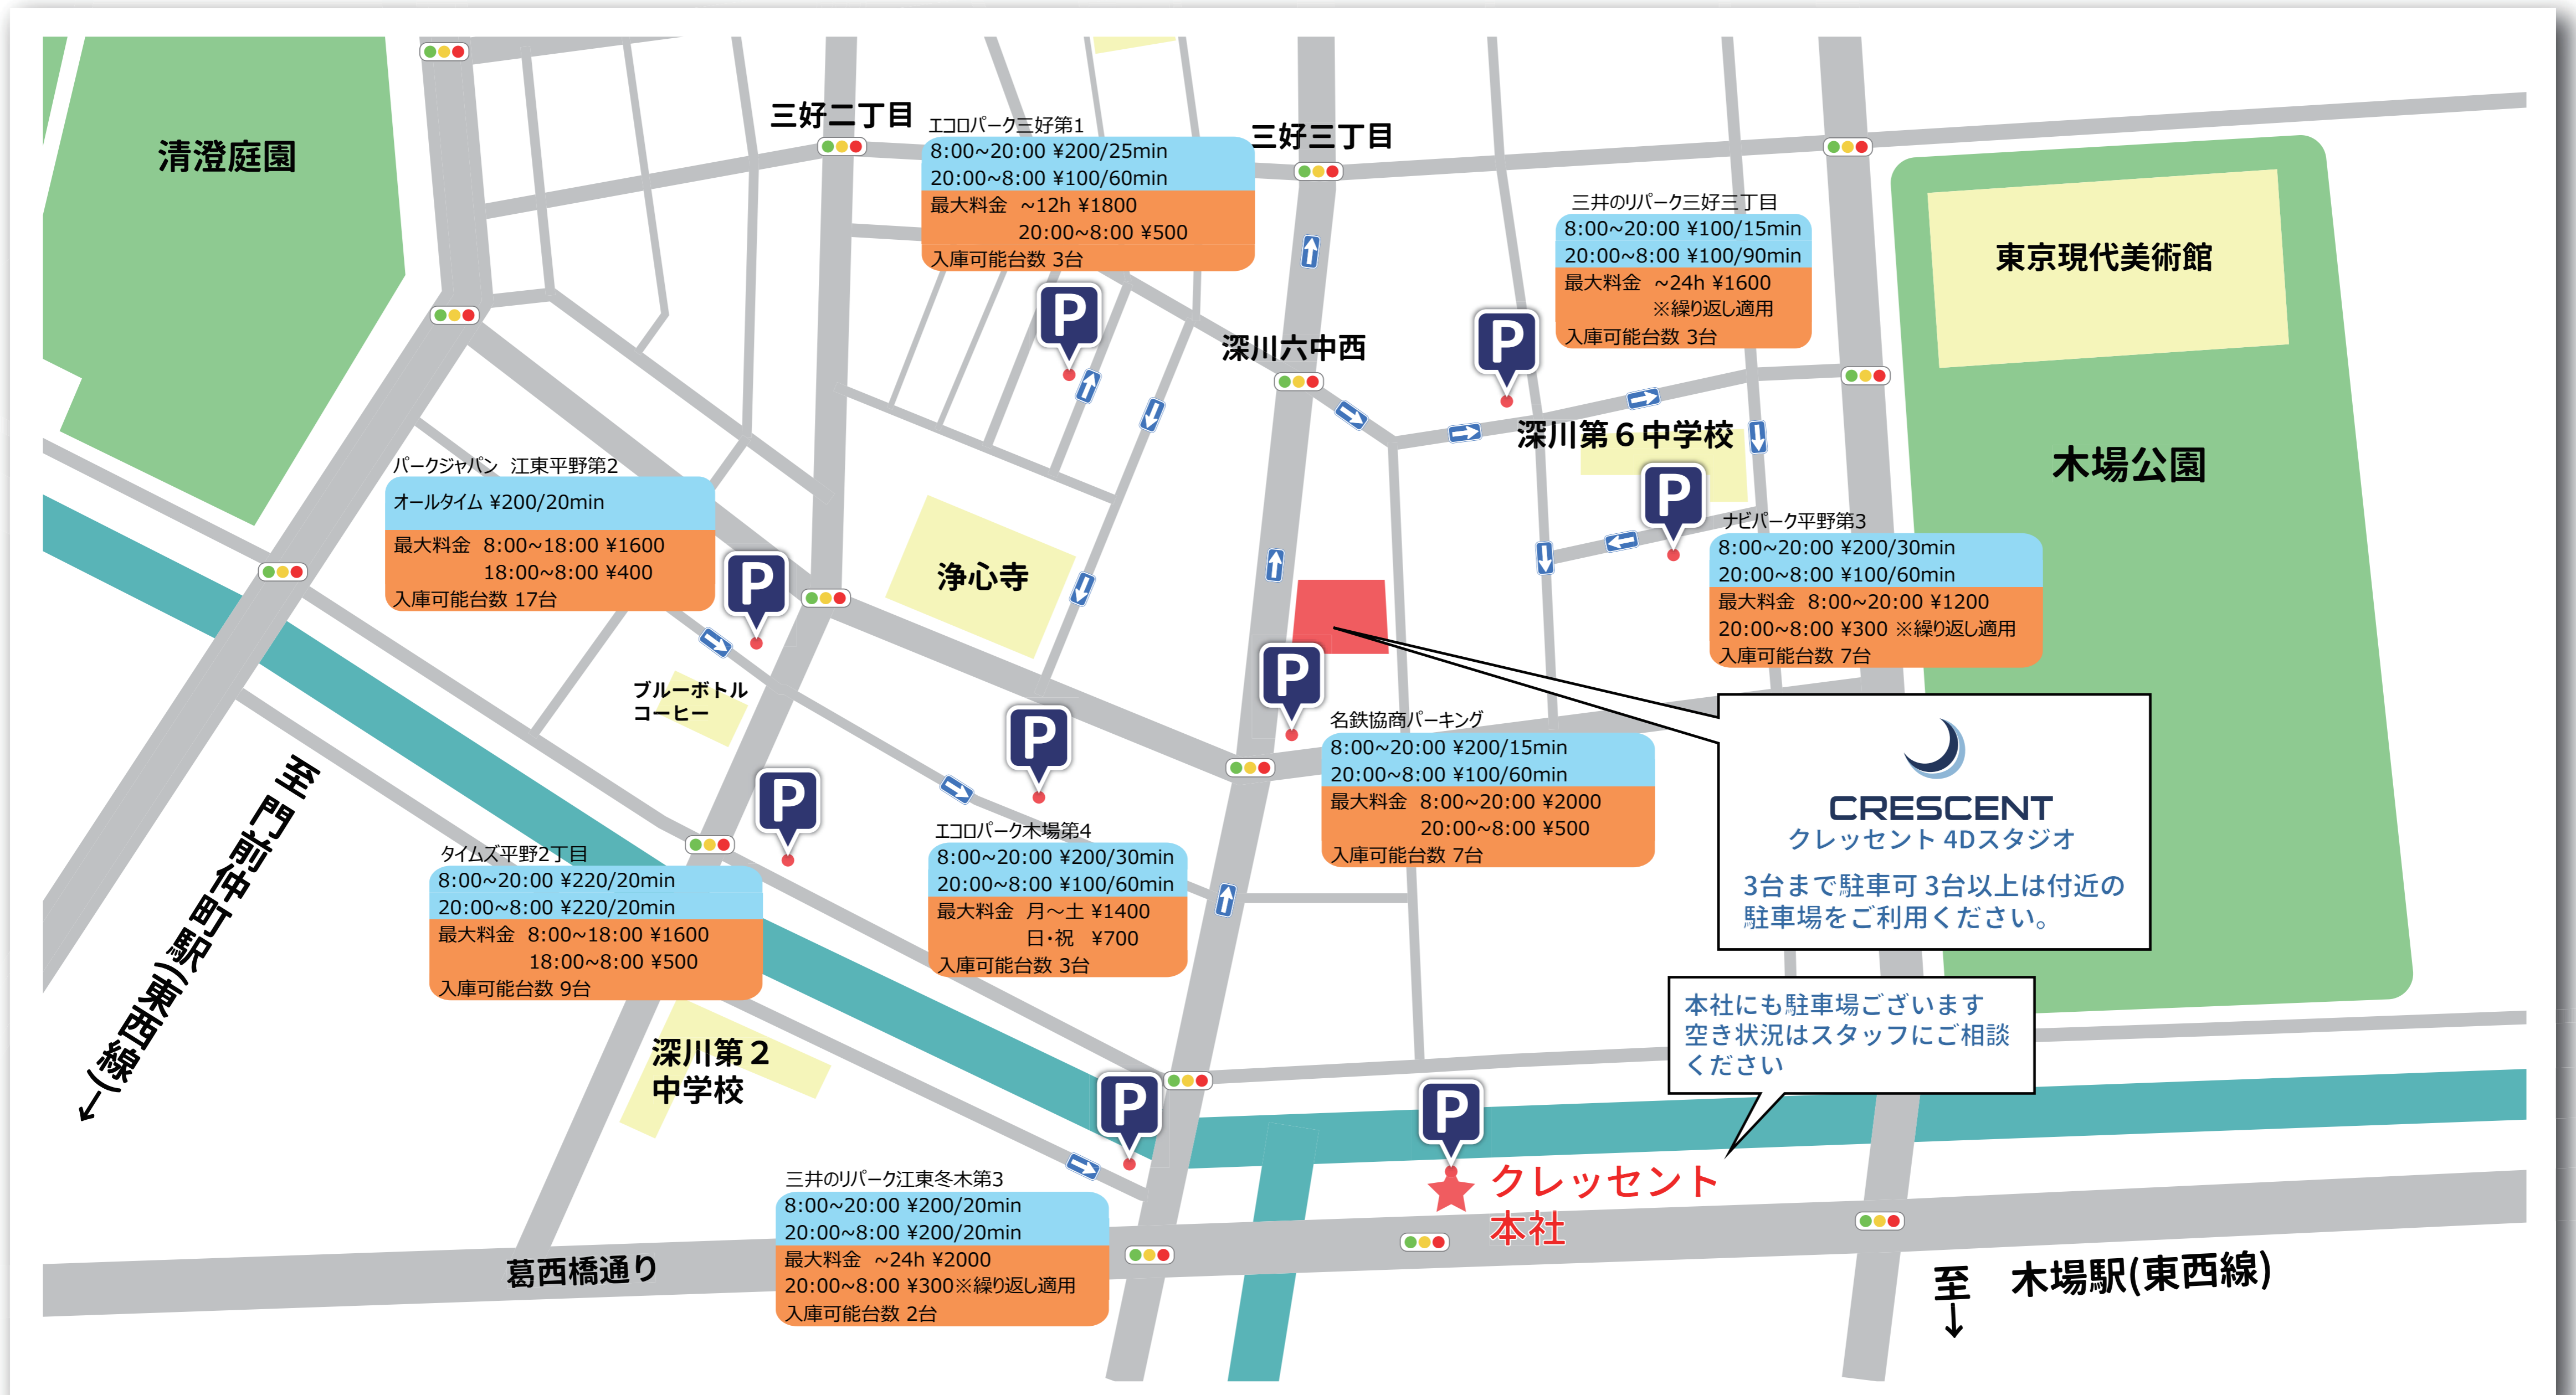 清澄庭園
三好二丁目
エコロパーク三好第1
8:00~20:00 ¥200/25min
20:00~8:00 ¥100/60min
最大料金 ~12h ¥1800
20:00~8:00 ¥500
入庫可能台数 3台
三好三丁目
三井のリパーク三好三丁目
8:00~20:00 ¥100/15min
20:00~8:00 ¥100/90min
最大料金 ~24h ¥1600
※繰り返し適用
入庫可能台数 3台
東京現代美術館
P
P
深川六中西
深川第6中学校
木場公園
パークジャパン 江東平野第2
オールタイム ¥200/20min
最大料金 8:00~18:00 ¥1600
18:00~8:00 ¥400
入庫可能台数 17台
P
浄心寺
P
ナビパーク平野第3
8:00~20:00 ¥200/30min
20:00~8:00 ¥100/60min
最大料金 8:00~20:00 ¥1200
20:00~8:00 ¥300 ※繰り返し適用
入庫可能台数 7台
ブルーボトル
コーヒー
P
P
P
名鉄協商パーキング
8:00~20:00 ¥200/15min
20:00~8:00 ¥100/60min
最大料金 8:00~20:00 ¥2000
20:00~8:00 ¥500
入庫可能台数 7台
CRESCENT
クレッセント 4Dスタジオ
3台まで駐車可 3台以上は付近の
駐車場をご利用ください。
至 門前仲町駅(東西線)
タイムズ平野2丁目
8:00~20:00 ¥220/20min
20:00~8:00 ¥220/20min
最大料金 8:00~18:00 ¥1600
18:00~8:00 ¥500
入庫可能台数 9台
エコロパーク木場第4
8:00~20:00 ¥200/30min
20:00~8:00 ¥100/60min
最大料金 月～土 ¥1400
日・祝 ¥700
入庫可能台数 3台
本社にも駐車場ございます
空き状況はスタッフにご相談
ください
深川第2
中学校
P
P
クレッセント
本社
三井のリパーク江東冬木第3
8:00~20:00 ¥200/20min
20:00~8:00 ¥200/20min
最大料金 ~24h ¥2000
20:00~8:00 ¥300※繰り返し適用
入庫可能台数 2台
葛西橋通り
至 木場駅(東西線)